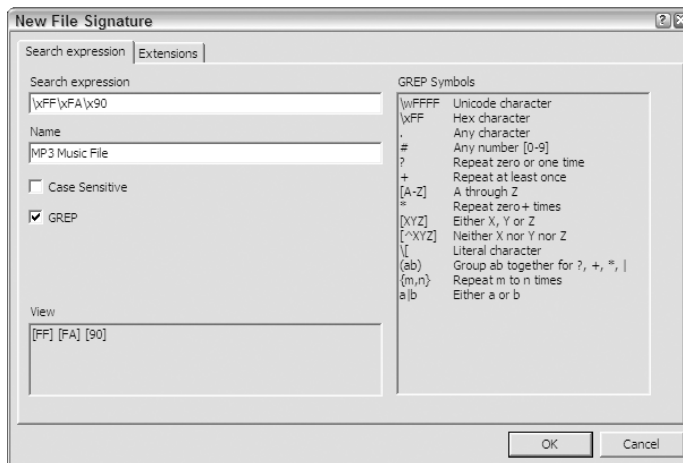 New File Signature
Search expression
Extensions
Search expression
\xFF\xFA\x90
Name
MP3 Music File
Case Sensitive
GREP
View
[FF] [FA] [90]
GREP Symbols
\wFFFF Unicode character
\xFF Hex character
. Any character
# Any number [0-9]
? Repeat zero or one time
+ Repeat at least once
[A-Z] A through Z
* Repeat zero+ times
[XYZ] Either X, Y or Z
[^XYZ] Neither X nor Y nor Z
\[ Literal character
(ab) Group ab together for ?, +, *, |
{m,n} Repeat m to n times
a|b Either a or b
OK
Cancel